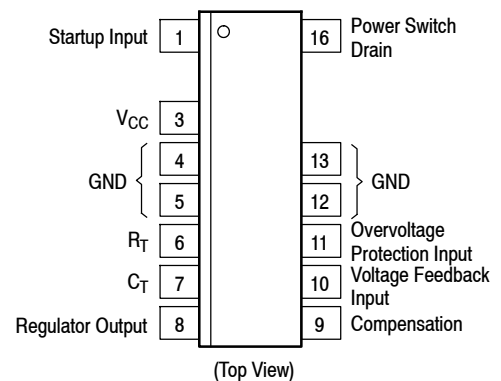 Startup Input 1 16 Power Switch
Drain
VCC 3
4 13
GND GND
5 12
RT 6 11 Overvoltage
Protection Input
CT 7 10 Voltage Feedback
Input
Regulator Output 8 9 Compensation
(Top View)